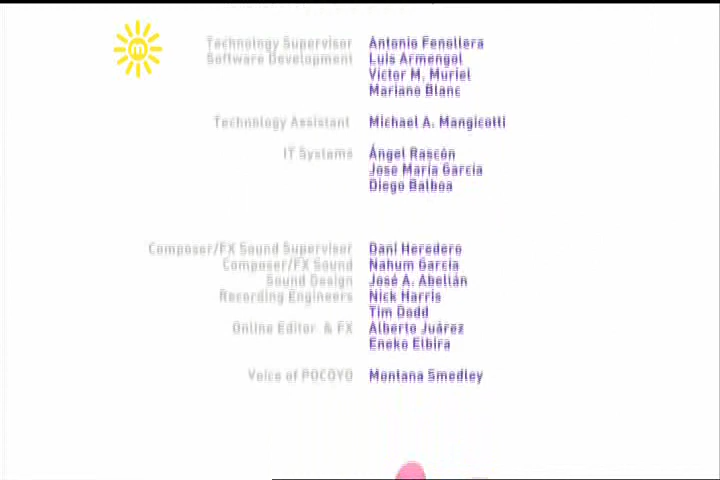 m
Technology Supervisor Antonio Fenollera
Software Development Luis Armengol
Víctor M. Muriel
Mariano Blanc
Technology Assistant Michael A. Mangicotti
IT Systems Ángel Rascón
Jose María García
Diego Balboa
Composer/FX Sound Supervisor Dani Heredero
Composer/FX Sound Nahum García
Sound Design José A. Abellán
Recording Engineers Nick Harris
Tim Dodd
Online Editor & FX Alberto Juárez
Eneko Elbira
Voice of POCOYO Montana Smedley